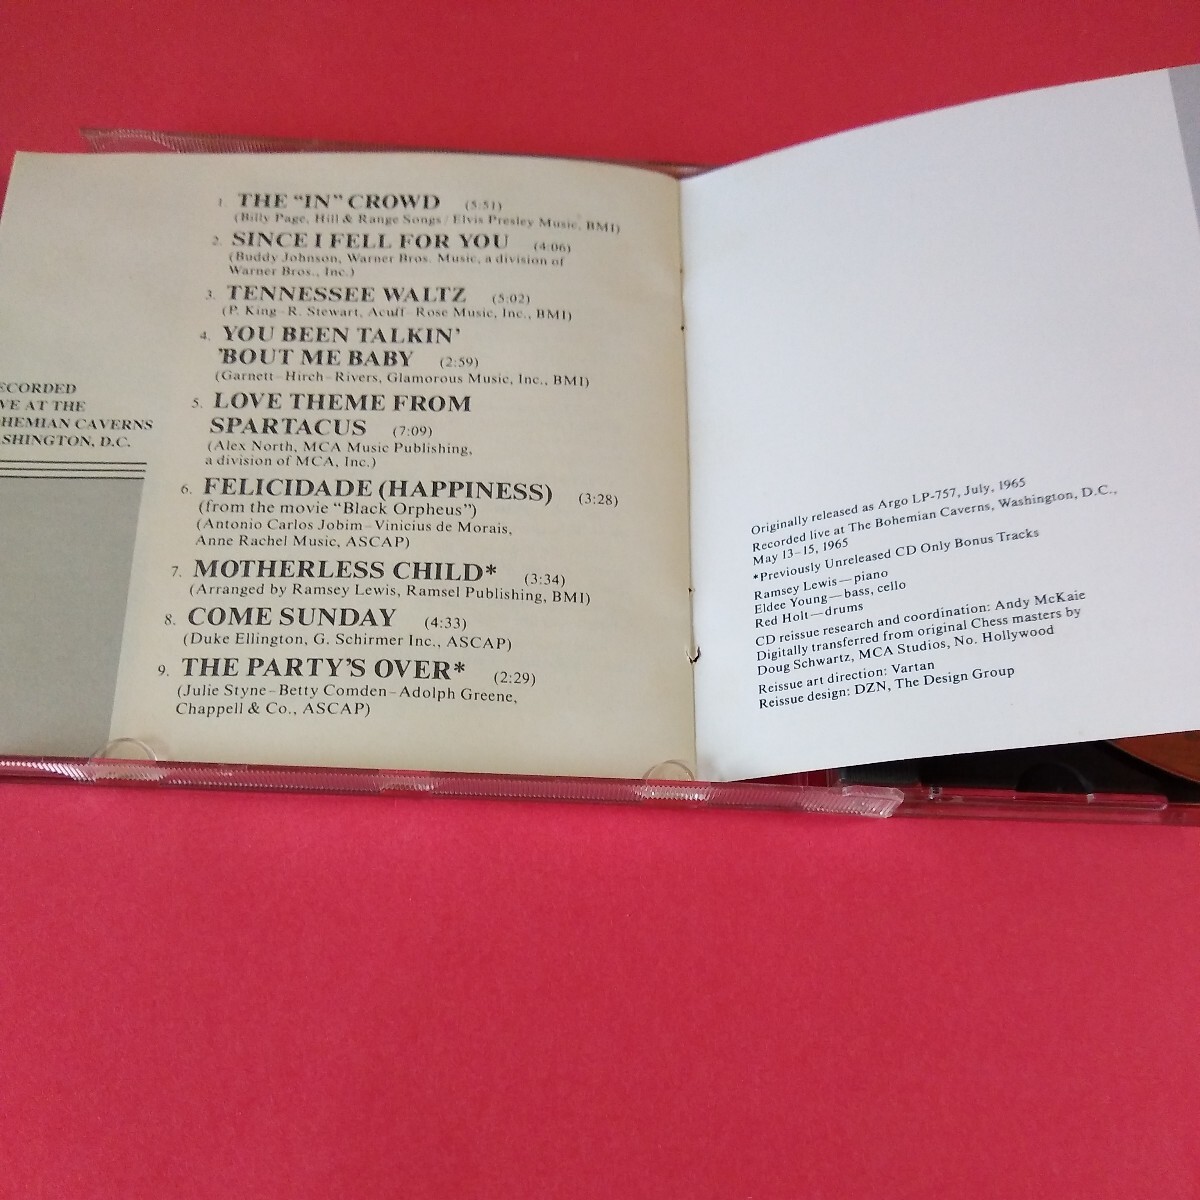 ECORDED
VE AT THE
HEMIAN CAVERNS
SHINGTON, D.C.
1. THE "IN" CROWD (5:51)
(Billy Page, Hill & Range Songs/Elvis Presley Music, BMI)
2. SINCE I FELL FOR YOU (4:06)
(Buddy Johnson, Warner Bros. Music, a division of
Warner Bros., Inc.)
3. TENNESSEE WALTZ (5:02)
(P. King–R. Stewart, Acuff–Rose Music, Inc., BMI)
4. YOU BEEN TALKIN'
'BOUT ME BABY (2:59)
(Garnett–Hirch–Rivers, Glamorous Music, Inc., BMI)
5. LOVE THEME FROM
SPARTACUS (7:09)
(Alex North, MCA Music Publishing,
a division of MCA, Inc.)
6. FELICIDADE (HAPPINESS) (3:28)
(from the movie "Black Orpheus")
(Antonio Carlos Jobim–Vinicius de Morais,
Anne Rachel Music, ASCAP)
7. MOTHERLESS CHILD* (3:34)
(Arranged by Ramsey Lewis, Ramsel Publishing, BMI)
8. COME SUNDAY (4:33)
(Duke Ellington, G. Schirmer Inc., ASCAP)
9. THE PARTY'S OVER* (2:29)
(Julie Styne–Betty Comden–Adolph Greene,
Chappell & Co., ASCAP)
Originally released as Argo LP-757, July, 1965
Recorded live at The Bohemian Caverns, Washington, D.C.,
May 13–15, 1965
*Previously Unreleased CD Only Bonus Tracks
Ramsey Lewis—piano
Eldee Young—bass, cello
Red Holt—drums
CD reissue research and coordination: Andy McKaie
Digitally transferred from original Chess masters by
Doug Schwartz, MCA Studios, No. Hollywood
Reissue art direction: Vartan
Reissue design: DZN, The Design Group